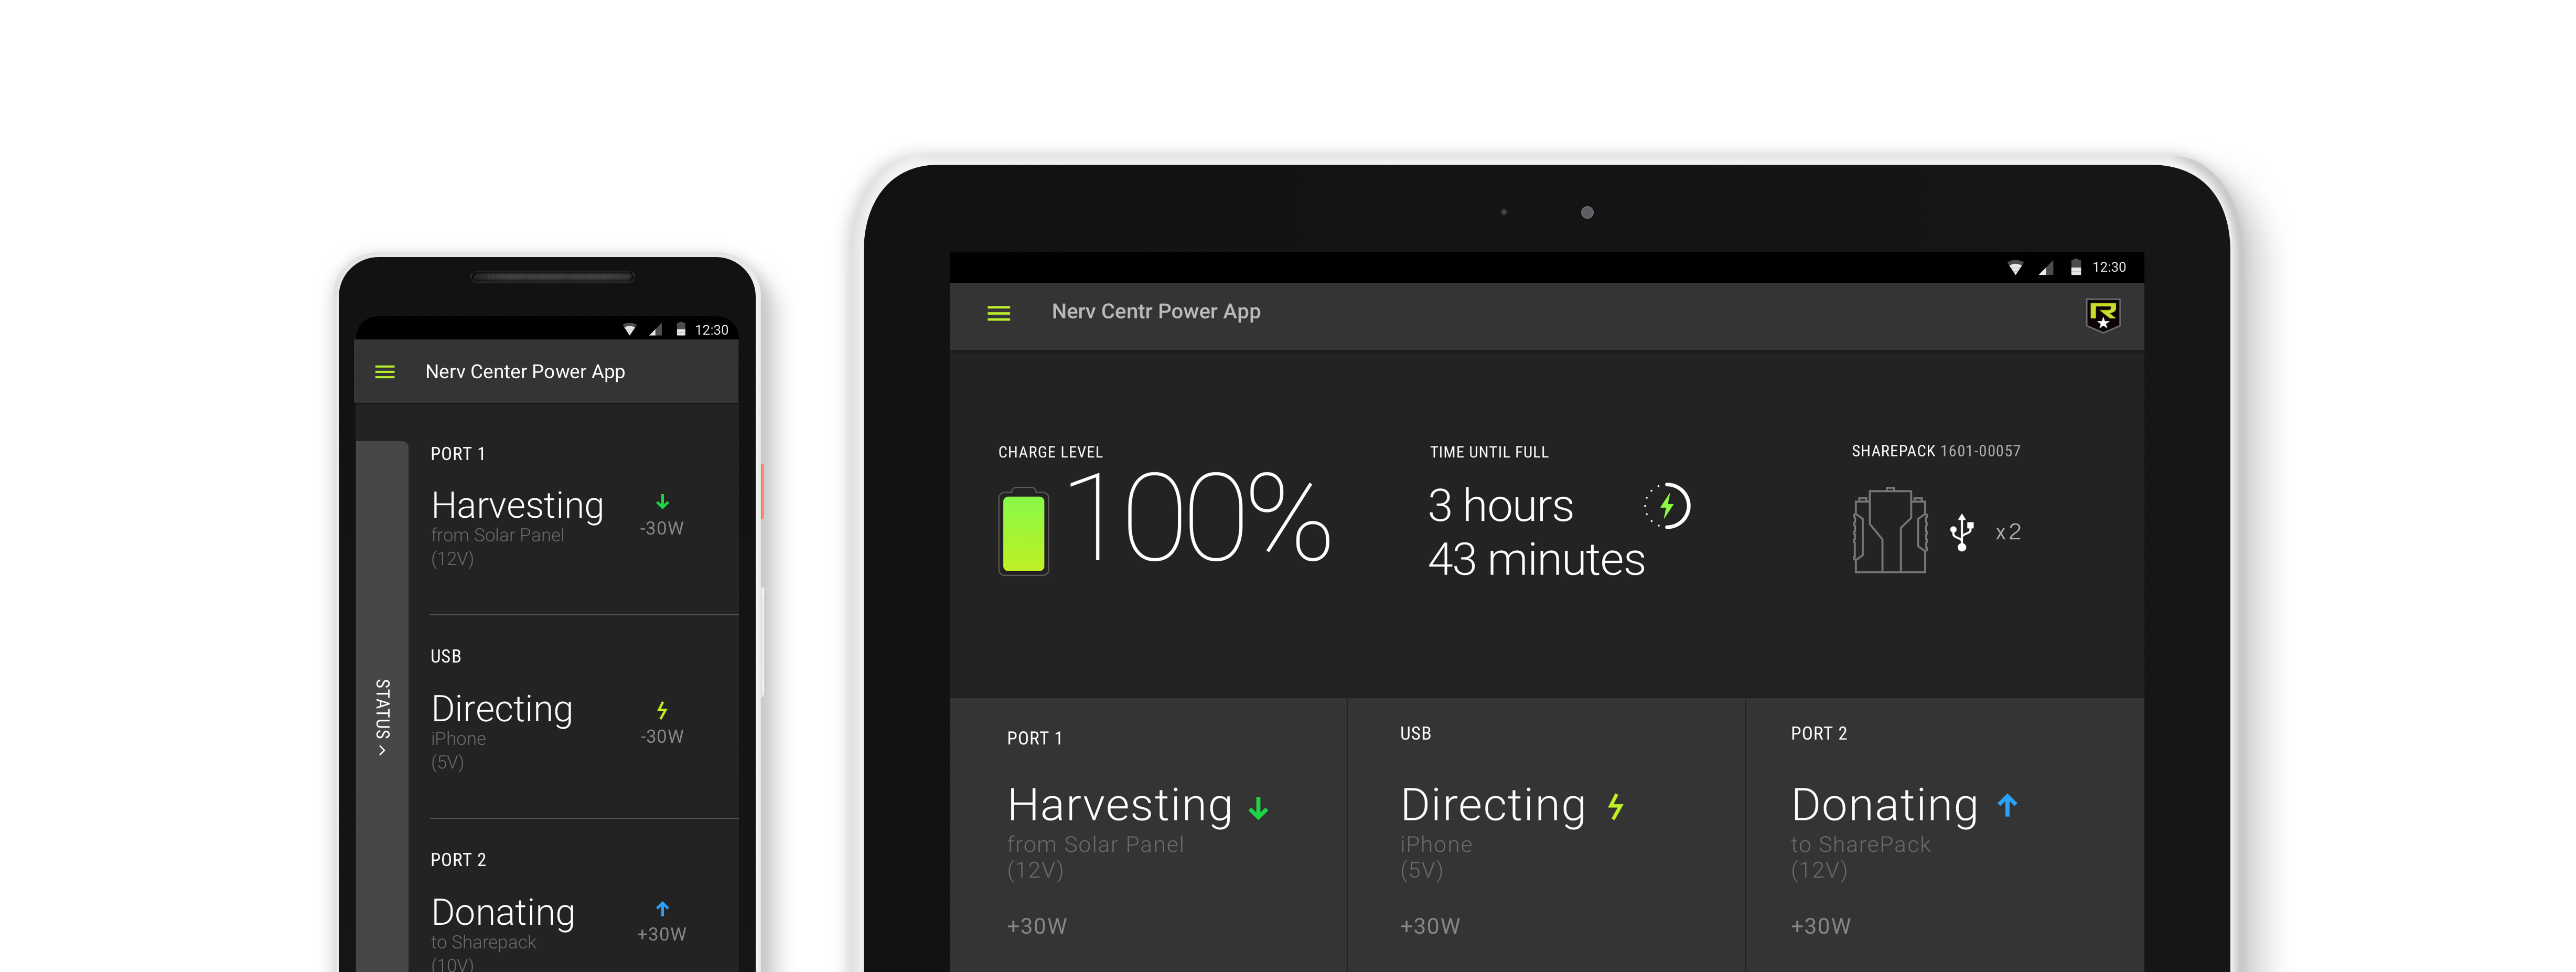 12:30
Nerv Center Power App
STATUS
PORT 1
Harvesting
-30W
from Solar Panel
(12V)
USB
Directing
-30W
iPhone
(5V)
PORT 2
Donating
+30W
to Sharepack
(10V)
12:30
Nerv Centr Power App
R
CHARGE LEVEL
100%
TIME UNTIL FULL
3 hours
43 minutes
SHAREPACK 1601-00057
x2
PORT 1
Harvesting
from Solar Panel
(12V)
+30W
USB
Directing
iPhone
(5V)
+30W
PORT 2
Donating
to SharePack
(12V)
+30W